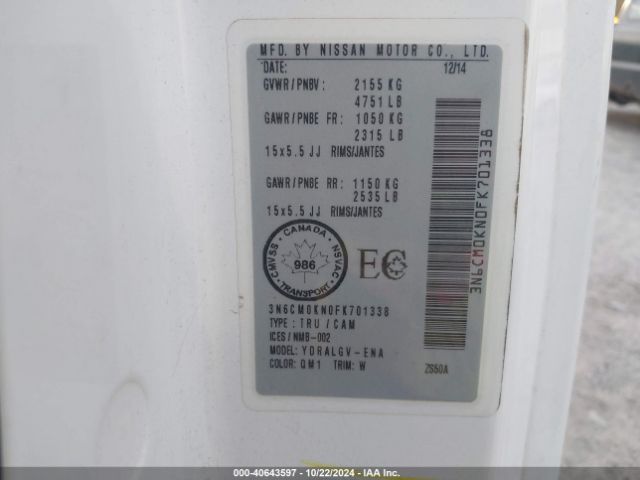 MFD. BY NISSAN MOTOR CO., LTD.
DATE: 12/14
GVWR/PNBV : 2155 KG
4751 LB
GAWR/PNBE FR: 1050 KG
2315 LB
15x5.5 JJ RIMS/JANTES
GAWR/PNBE RR: 1150 KG
2535 LB
15x5.5 JJ RIMS/JANTES
CANADA
CMVSS NSVAC
986
TRANSPORT
EC
3N6CM0KN0FK701338
TYPE: TRU/CAM
ICES/NMB-002
MODEL: YDRALGV-ENA
COLOR: QM1 TRIM: W
ZS50A
3N6CM0KN0FK701338
000-40643597 - 10/22/2024 - IAA Inc.